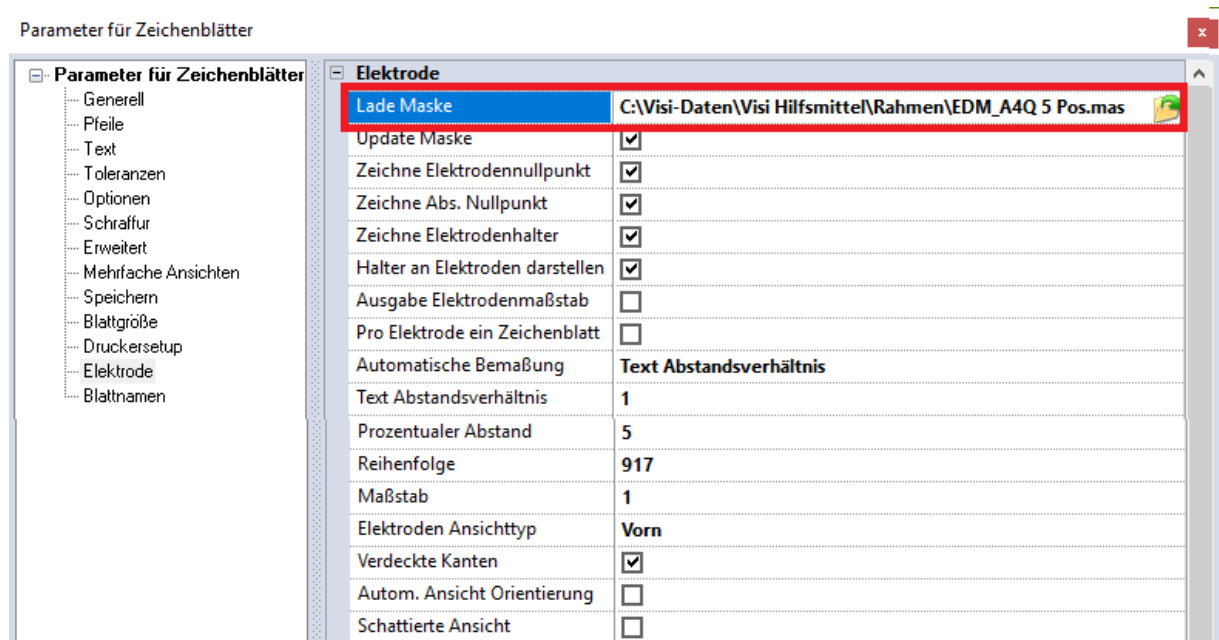 Parameter für Zeichenblätter
x
Parameter für Zeichenblätter
Generell
Pfeile
Text
Toleranzen
Optionen
Schraffur
Erweitert
Mehrfache Ansichten
Speichern
Blattgröße
Druckersetup
Elektrode
Blattnamen
Elektrode
Lade Maske C:\Visi-Daten\Visi Hilfsmittel\Rahmen\EDM_A4Q 5 Pos.mas
Update Maske
Zeichne Elektrodennullpunkt
Zeichne Abs. Nullpunkt
Zeichne Elektrodenhalter
Halter an Elektroden darstellen
Ausgabe Elektrodenmaßstab
Pro Elektrode ein Zeichenblatt
Automatische Bemaßung Text Abstandsverhältnis
Text Abstandsverhältnis 1
Prozentualer Abstand 5
Reihenfolge 917
Maßstab 1
Elektroden Ansichttyp Vorn
Verdeckte Kanten
Autom. Ansicht Orientierung
Schattierte Ansicht